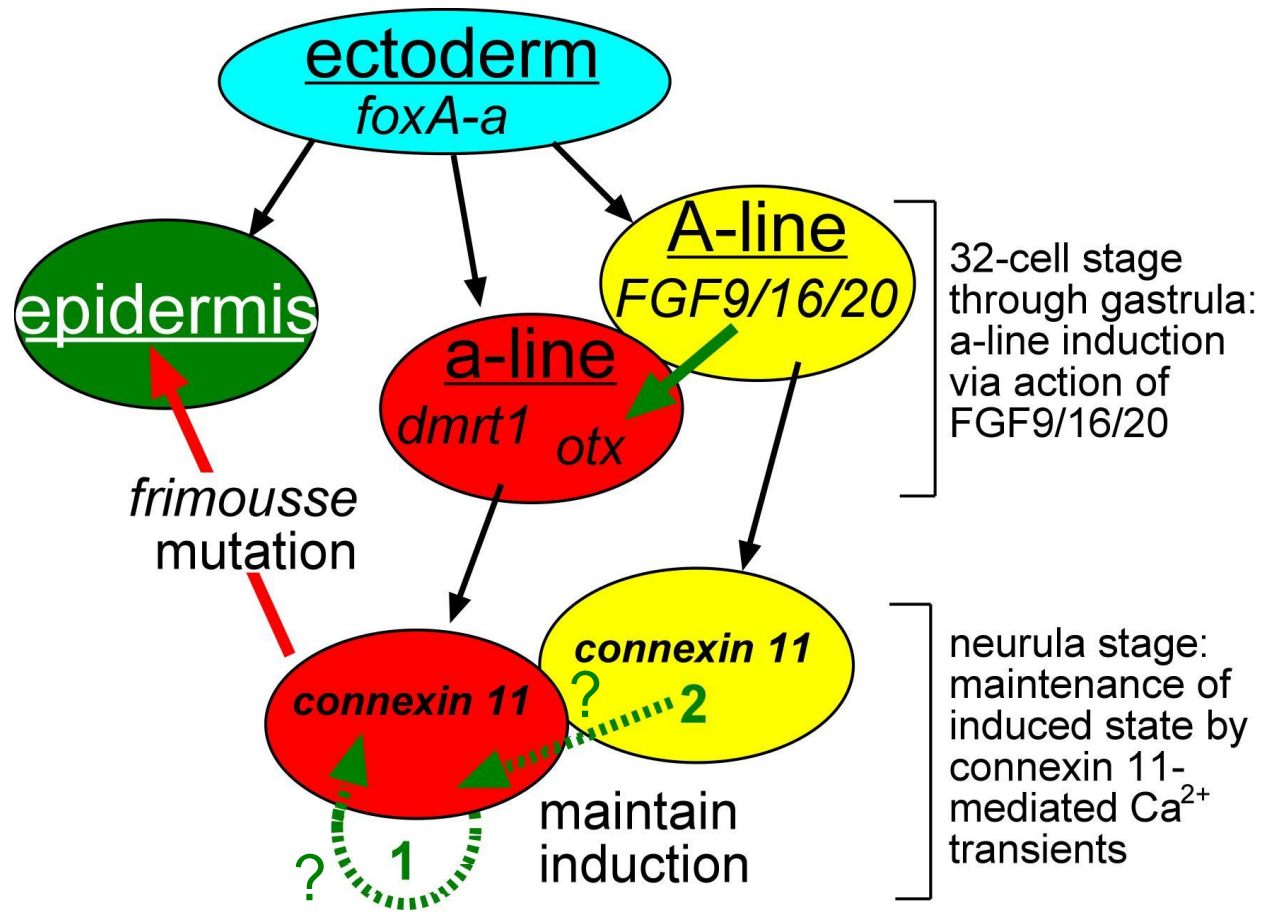 ectoderm
foxA-a
epidermis
A-line
FGF9/16/20
a-line
dmrt1
otx
32-cell stage
through gastrula:
a-line induction
via action of
FGF9/16/20
frimousse
mutation
connexin 11
connexin 11
?
2
?
1
maintain
induction
neurula stage:
maintenance of
induced state by
connexin 11-
mediated Ca²⁺
transients